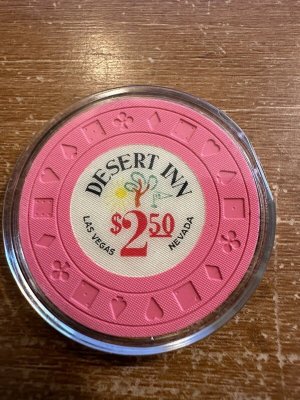 DESERT INN
$2.50
LAS VEGAS NEVADA